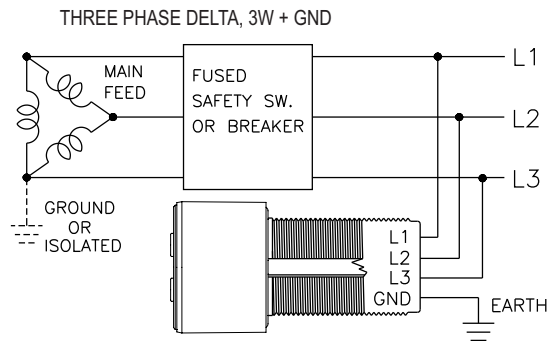 THREE PHASE DELTA, 3W + GND
MAIN
FEED
FUSED
SAFETY SW.
OR BREAKER
L1
L2
L3
GROUND
OR
ISOLATED
L1
L2
L3
GND
EARTH